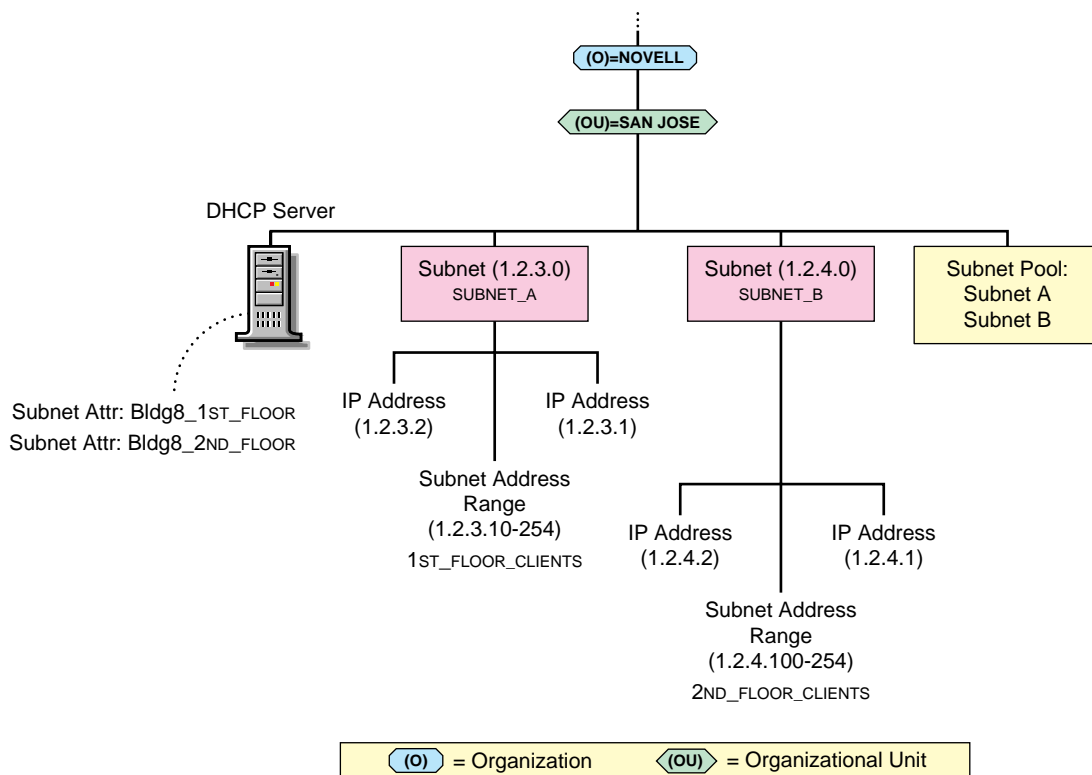 (O)=NOVELL
(OU)=SAN JOSE
DHCP Server
Subnet (1.2.3.0)
SUBNET_A
Subnet (1.2.4.0)
SUBNET_B
Subnet Pool:
Subnet A
Subnet B
Subnet Attr: Bldg8_1ST_FLOOR
Subnet Attr: Bldg8_2ND_FLOOR
IP Address
(1.2.3.2)
IP Address
(1.2.3.1)
Subnet Address
Range
(1.2.3.10-254)
1ST_FLOOR_CLIENTS
IP Address
(1.2.4.2)
IP Address
(1.2.4.1)
Subnet Address
Range
(1.2.4.100-254)
2ND_FLOOR_CLIENTS
(O) = Organization (OU) = Organizational Unit